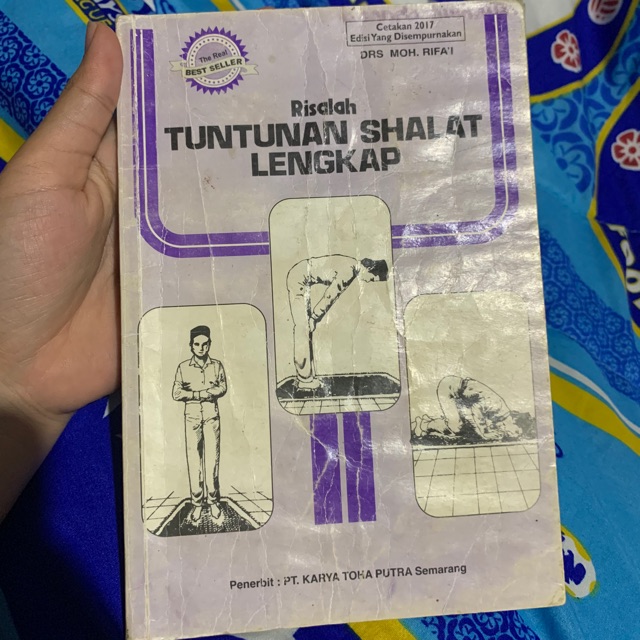 Cetakan 2017
Edisi Yang Disempurnakan
DRS MOH. RIFA'I
The Real
BEST SELLER
Risalah
TUNTUNAN SHALAT
LENGKAP
Penerbit : PT. KARYA TOHA PUTRA Semarang